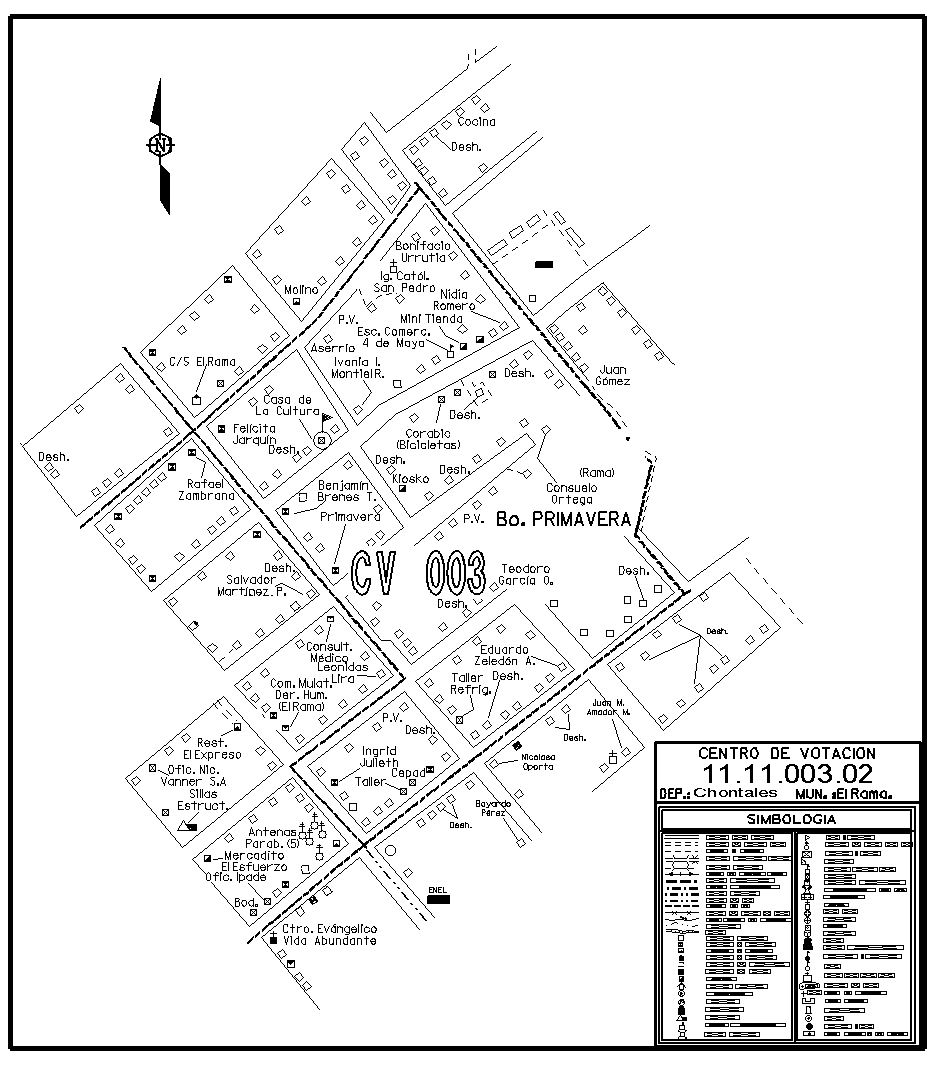 Cocina
Desh.
N
Bonifacio
Urrutia
Ig. Catól.
San Pedro
Molino
Nidia
Romero
P.V.
Mini Tienda
Esc. Comerc.
4 de Mayo
Aserrío
Ivania I.
Montiel R.
C/S El Rama
Juan
Gómez
Desh.
Casa de
La Cultura
Desh.
Felícita
Jarquín
Desh.
Corabic
(Bicicletas)
Desh.
Desh.
Desh.
Kiosko
(Rama)
Consuelo
Ortega
Rafael
Zambrana
Benjamín
Brenes T.
Primavera
P.V.
Bo. PRIMAVERA
CV 003
Desh.
Salvador
Martínez P.
Teodoro
García O.
Desh.
Desh.
Desh.
Consult.
Médico
Leonidas
Lira
Eduardo
Zeledón A.
Taller
Refrig.
Desh.
Com. Mulat.
Der. Hum.
(El Rama)
P.V.
Desh.
Juan M.
Amador M.
Desh.
Rest.
El Expreso
Ofic. Nic.
Vanner S.A
Sillas
Estruct.
Ingrid
Julieth
Cepad
Taller
Nicolasa
Oporta
Bayardo
Pérez
Desh.
Antenas
Parab. (5)
Mercadito
El Esfuerzo
Ofic. Ipade
Bod.
ENEL
Ctro. Evángelico
Vida Abundante
CENTRO DE VOTACION
11.11.003.02
DEP.: Chontales MUN. :El Rama.
SIMBOLOGIA